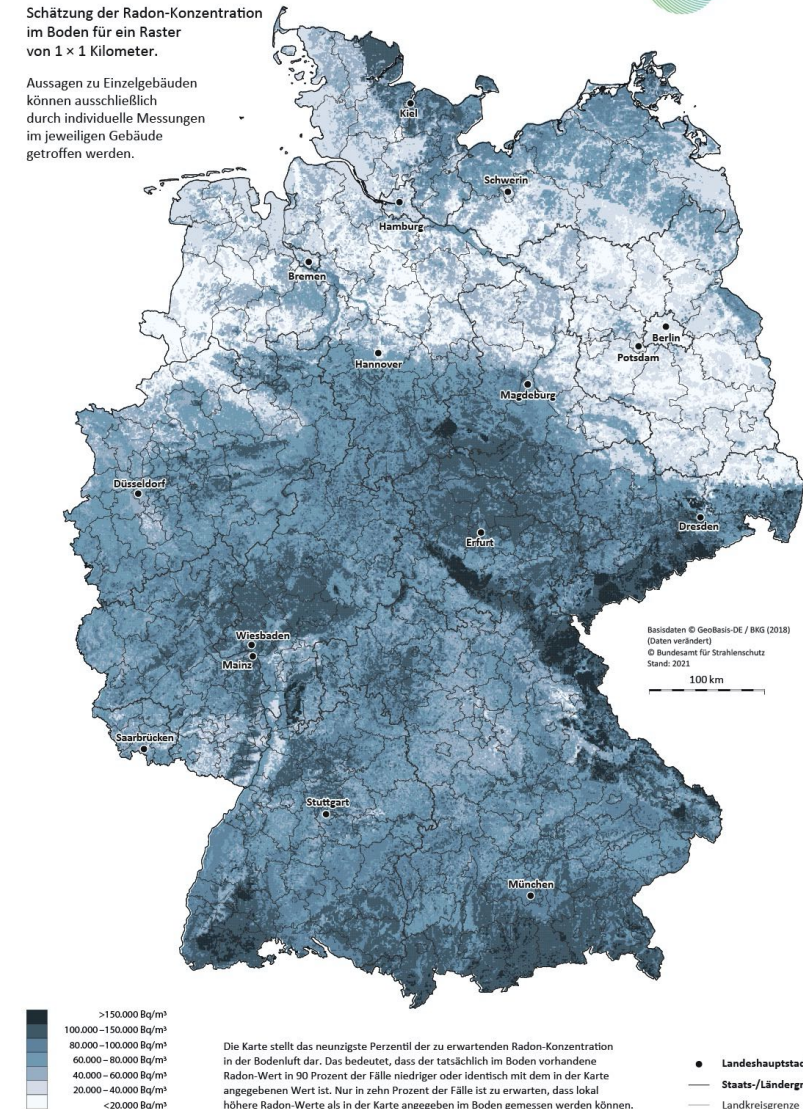 Schätzung der Radon-Konzentration
im Boden für ein Raster
von 1 × 1 Kilometer.
Aussagen zu Einzelgebäuden
können ausschließlich
durch individuelle Messungen
im jeweiligen Gebäude
getroffen werden.
Kiel
Schwerin
Hamburg
Bremen
Berlin
Potsdam
Hannover
Magdeburg
Düsseldorf
Dresden
Erfurt
Wiesbaden
Mainz
Saarbrücken
Stuttgart
München
Basisdaten © GeoBasis-DE / BKG (2018)
(Daten verändert)
© Bundesamt für Strahlenschutz
Stand: 2021
100 km
>150.000 Bq/m³
100.000–150.000 Bq/m³
80.000–100.000 Bq/m³
60.000–80.000 Bq/m³
40.000–60.000 Bq/m³
20.000–40.000 Bq/m³
<20.000 Bq/m³
Die Karte stellt das neunzigste Perzentil der zu erwartenden Radon-Konzentration
in der Bodenluft dar. Das bedeutet, dass der tatsächlich im Boden vorhandene
Radon-Wert in 90 Prozent der Fälle niedriger oder identisch mit dem in der Karte
angegebenen Wert ist. Nur in zehn Prozent der Fälle ist zu erwarten, dass lokal
höhere Radon-Werte als in der Karte angegeben im Boden gemessen werden können.
Landeshauptstad
Staats-/Ländergr
Landkreisgrenze